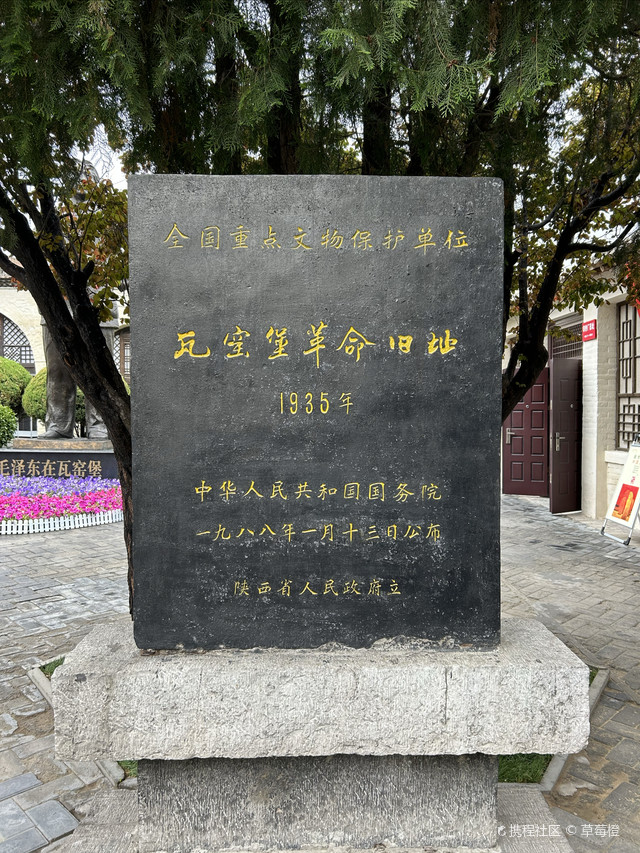 全国重点文物保护单位
瓦窑堡革命旧址
1935年
中华人民共和国国务院
一九八八年一月十三日公布
陕西省人民政府立
毛泽东在瓦窑堡
携程社区 © 草莓橙